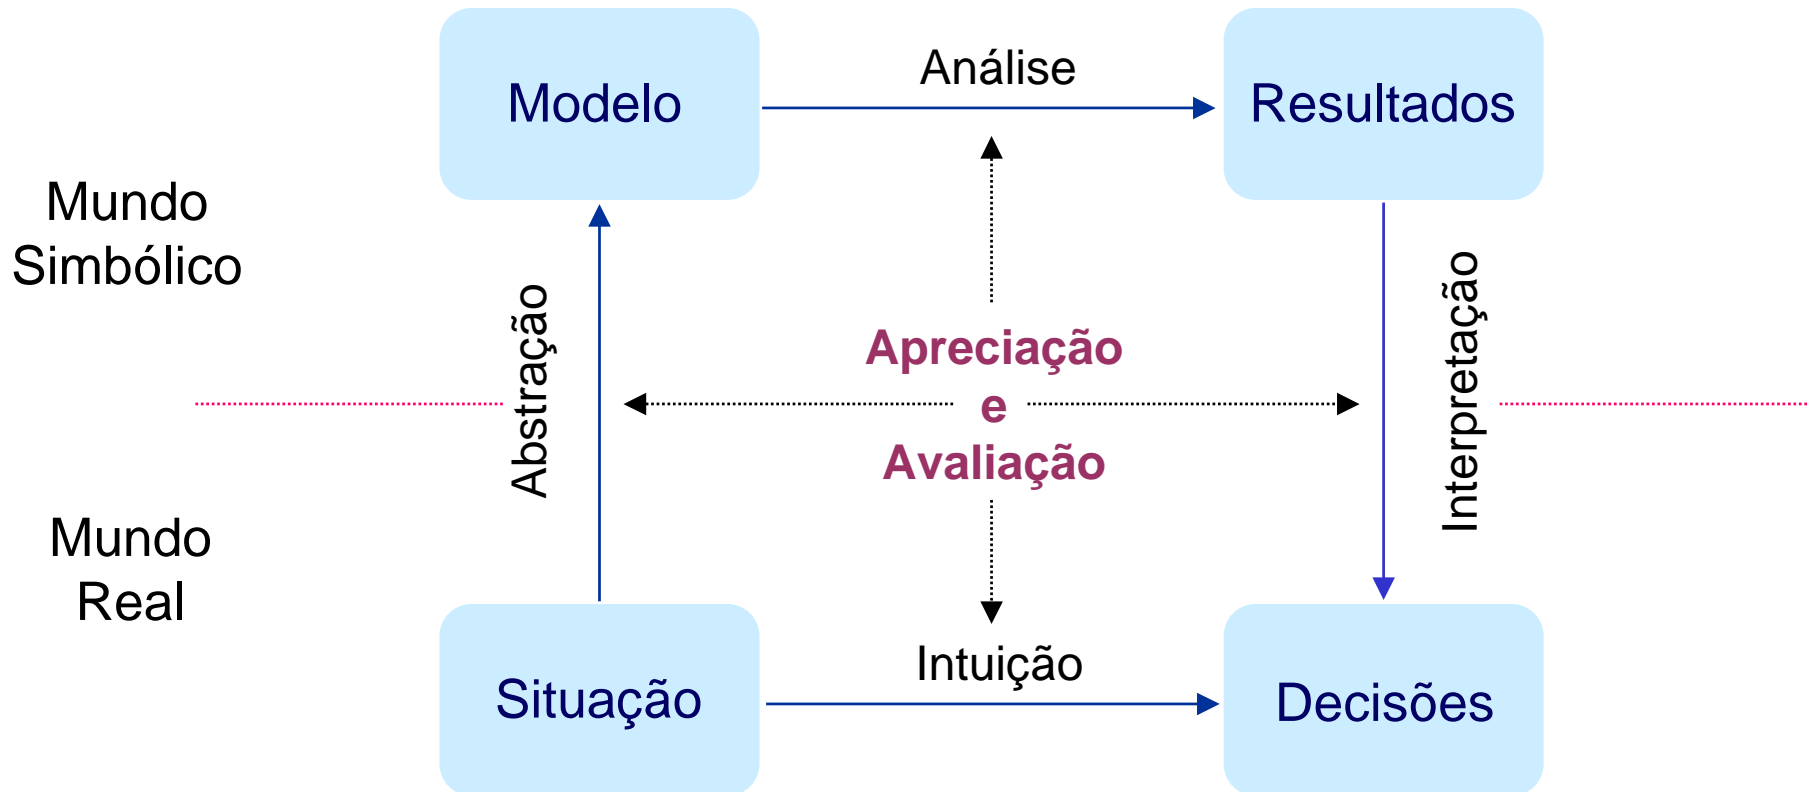 Análise
Modelo
Resultados
Mundo
Simbólico
Abstração
Apreciação
e
Avaliação
Interpretação
Mundo
Real
Intuição
Situação
Decisões